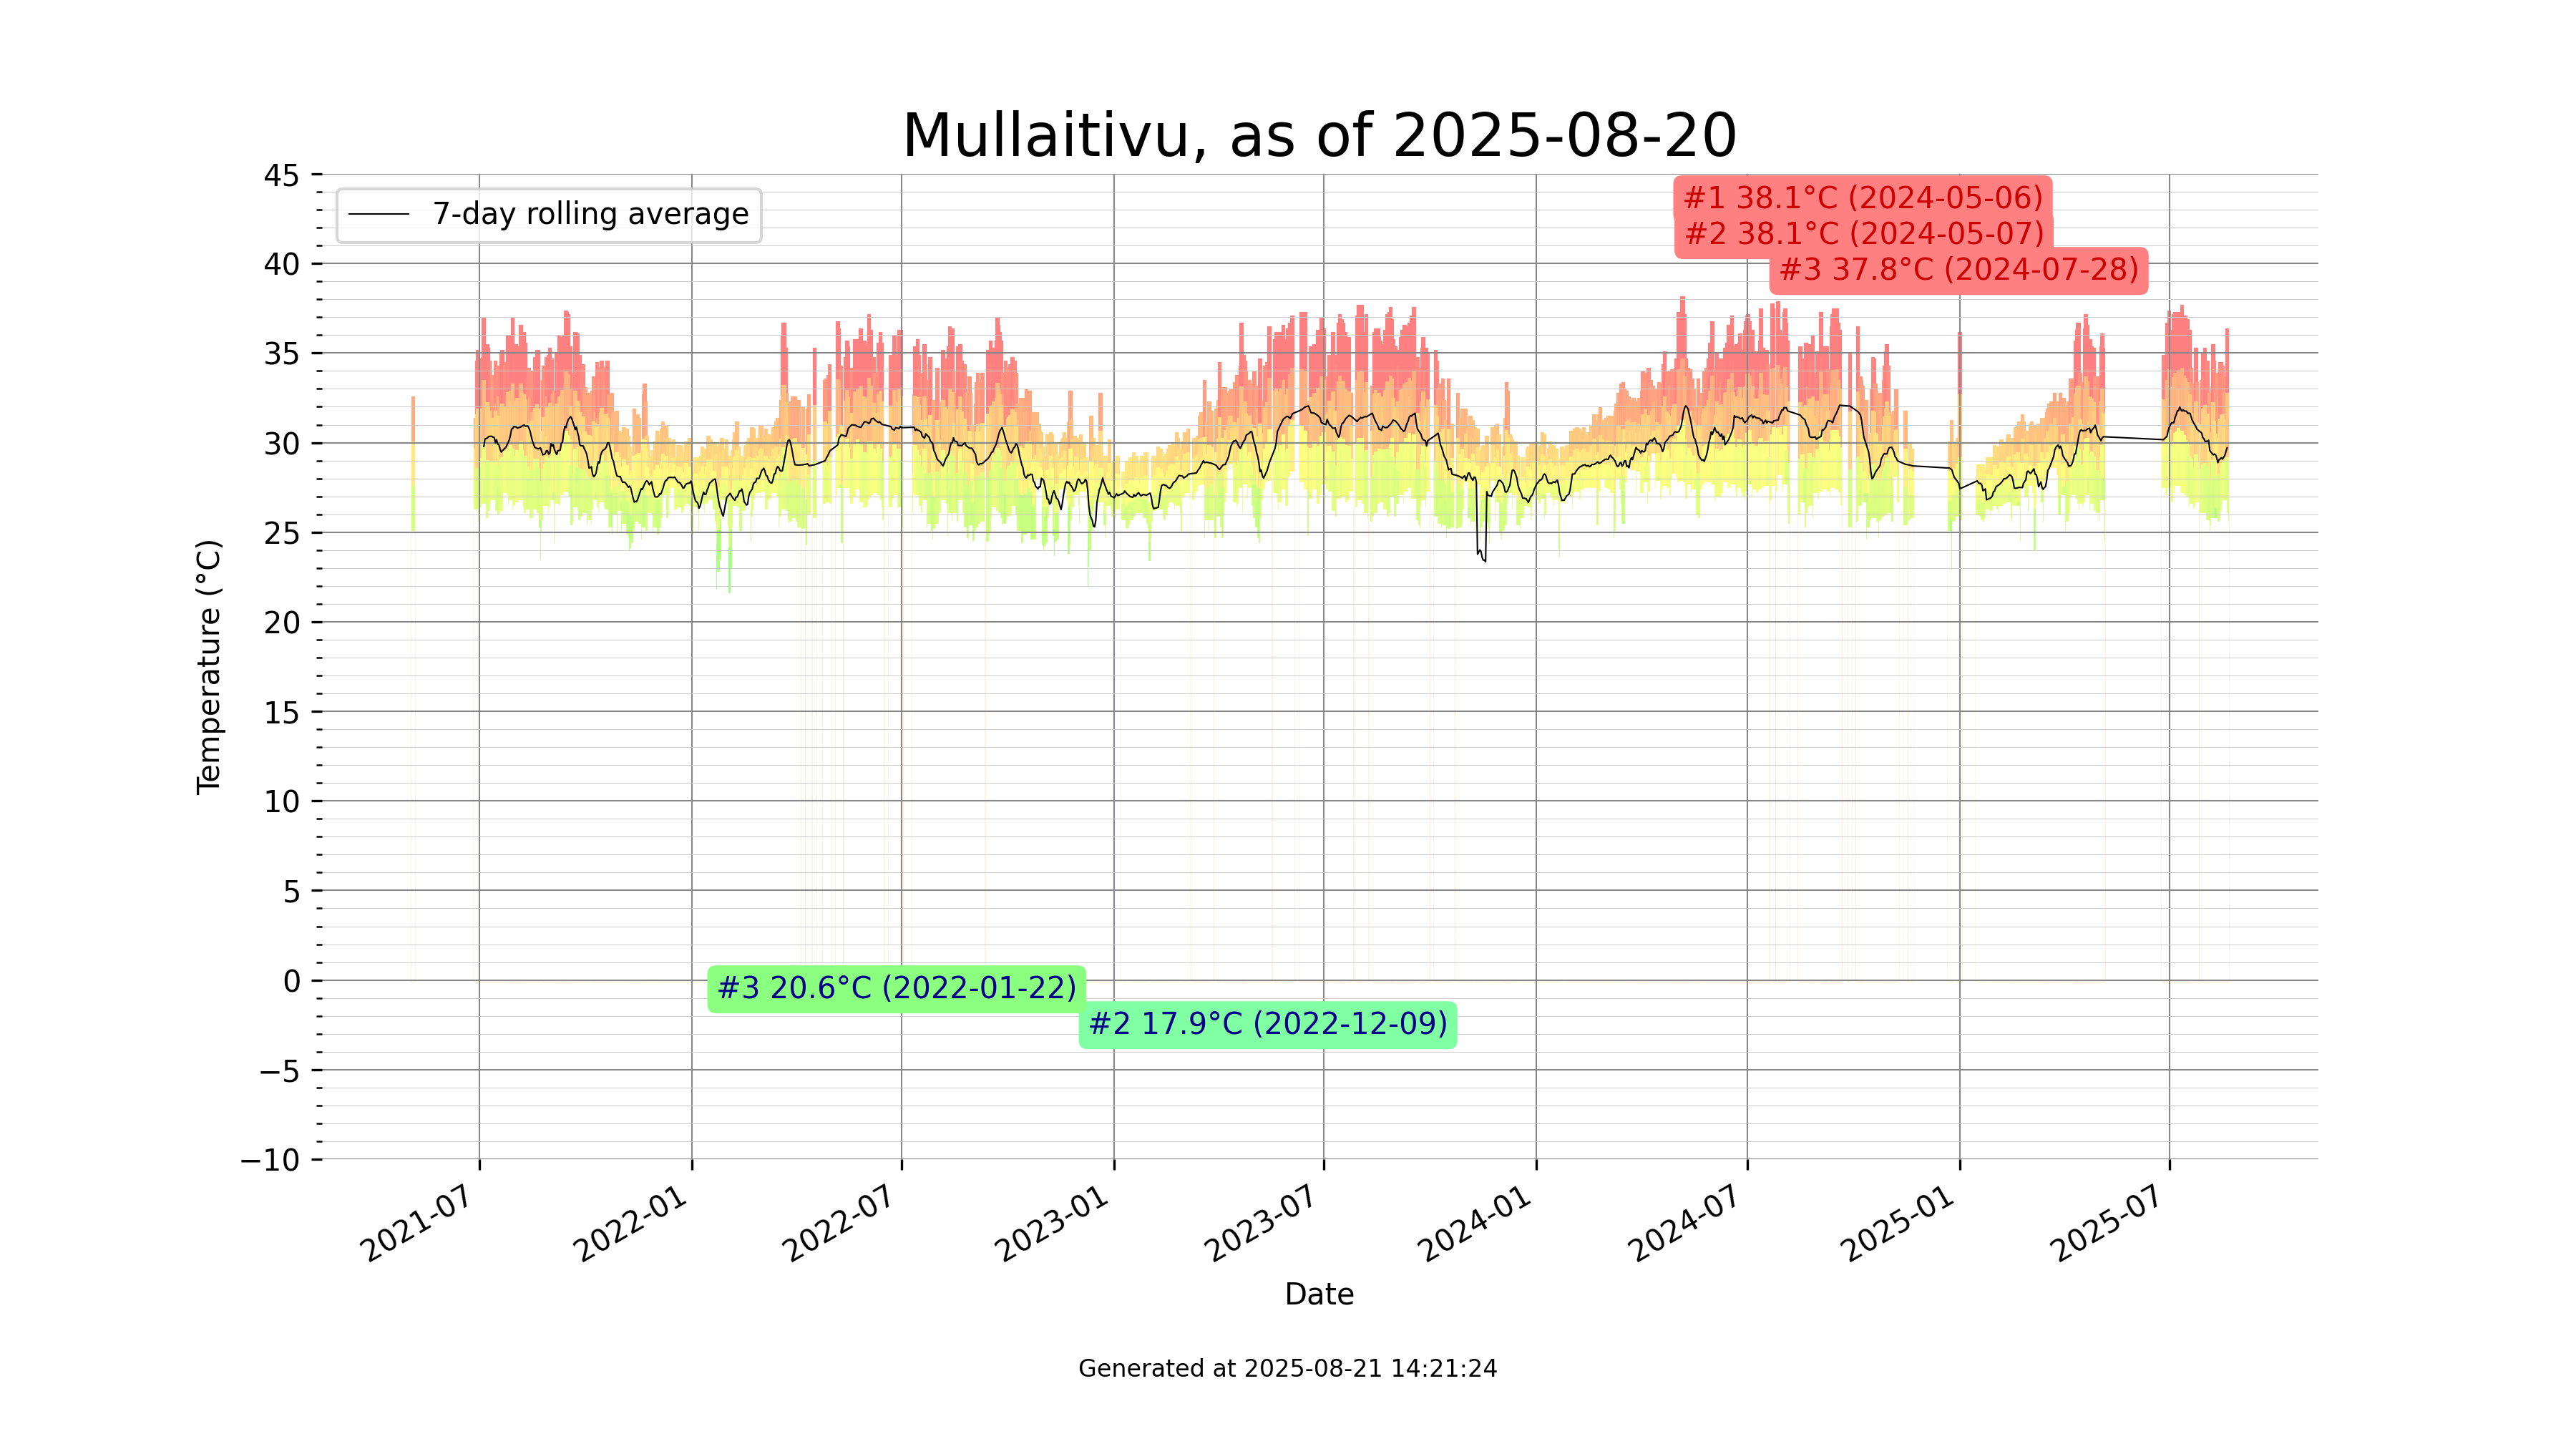 Mullaitivu, as of 2025-08-20
7-day rolling average
#1 38.1°C (2024-05-06)
#2 38.1°C (2024-05-07)
#3 37.8°C (2024-07-28)
#3 20.6°C (2022-01-22)
#2 17.9°C (2022-12-09)
Temperature (°C)
45
40
35
30
25
20
15
10
5
0
−5
−10
2021-07
2022-01
2022-07
2023-01
2023-07
2024-01
2024-07
2025-01
2025-07
Date
Generated at 2025-08-21 14:21:24